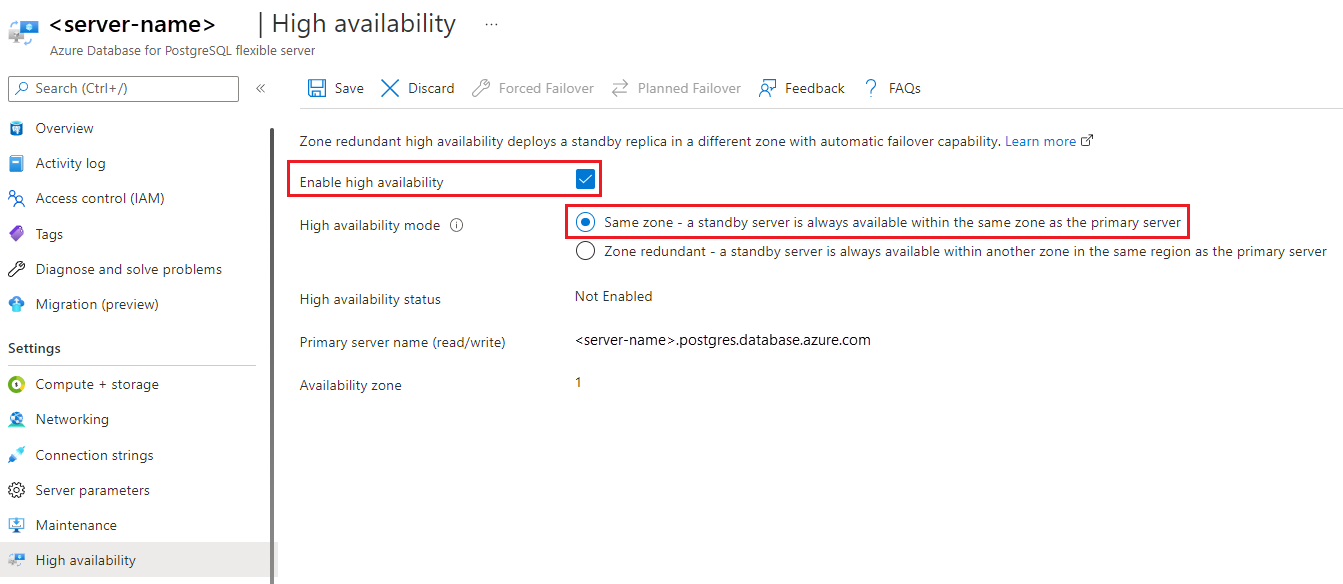 <server-name> | High availability ...
Azure Database for PostgreSQL flexible server
Search (Ctrl+/) «
Save Discard Forced Failover Planned Failover Feedback FAQs
Overview
Activity log
Access control (IAM)
Tags
Diagnose and solve problems
Migration (preview)
Settings
Compute + storage
Networking
Connection strings
Server parameters
Maintenance
High availability
Zone redundant high availability deploys a standby replica in a different zone with automatic failover capability. Learn more
Enable high availability
High availability mode
Same zone - a standby server is always available within the same zone as the primary server
Zone redundant - a standby server is always available within another zone in the same region as the primary server
High availability status Not Enabled
Primary server name (read/write) <server-name>.postgres.database.azure.com
Availability zone 1